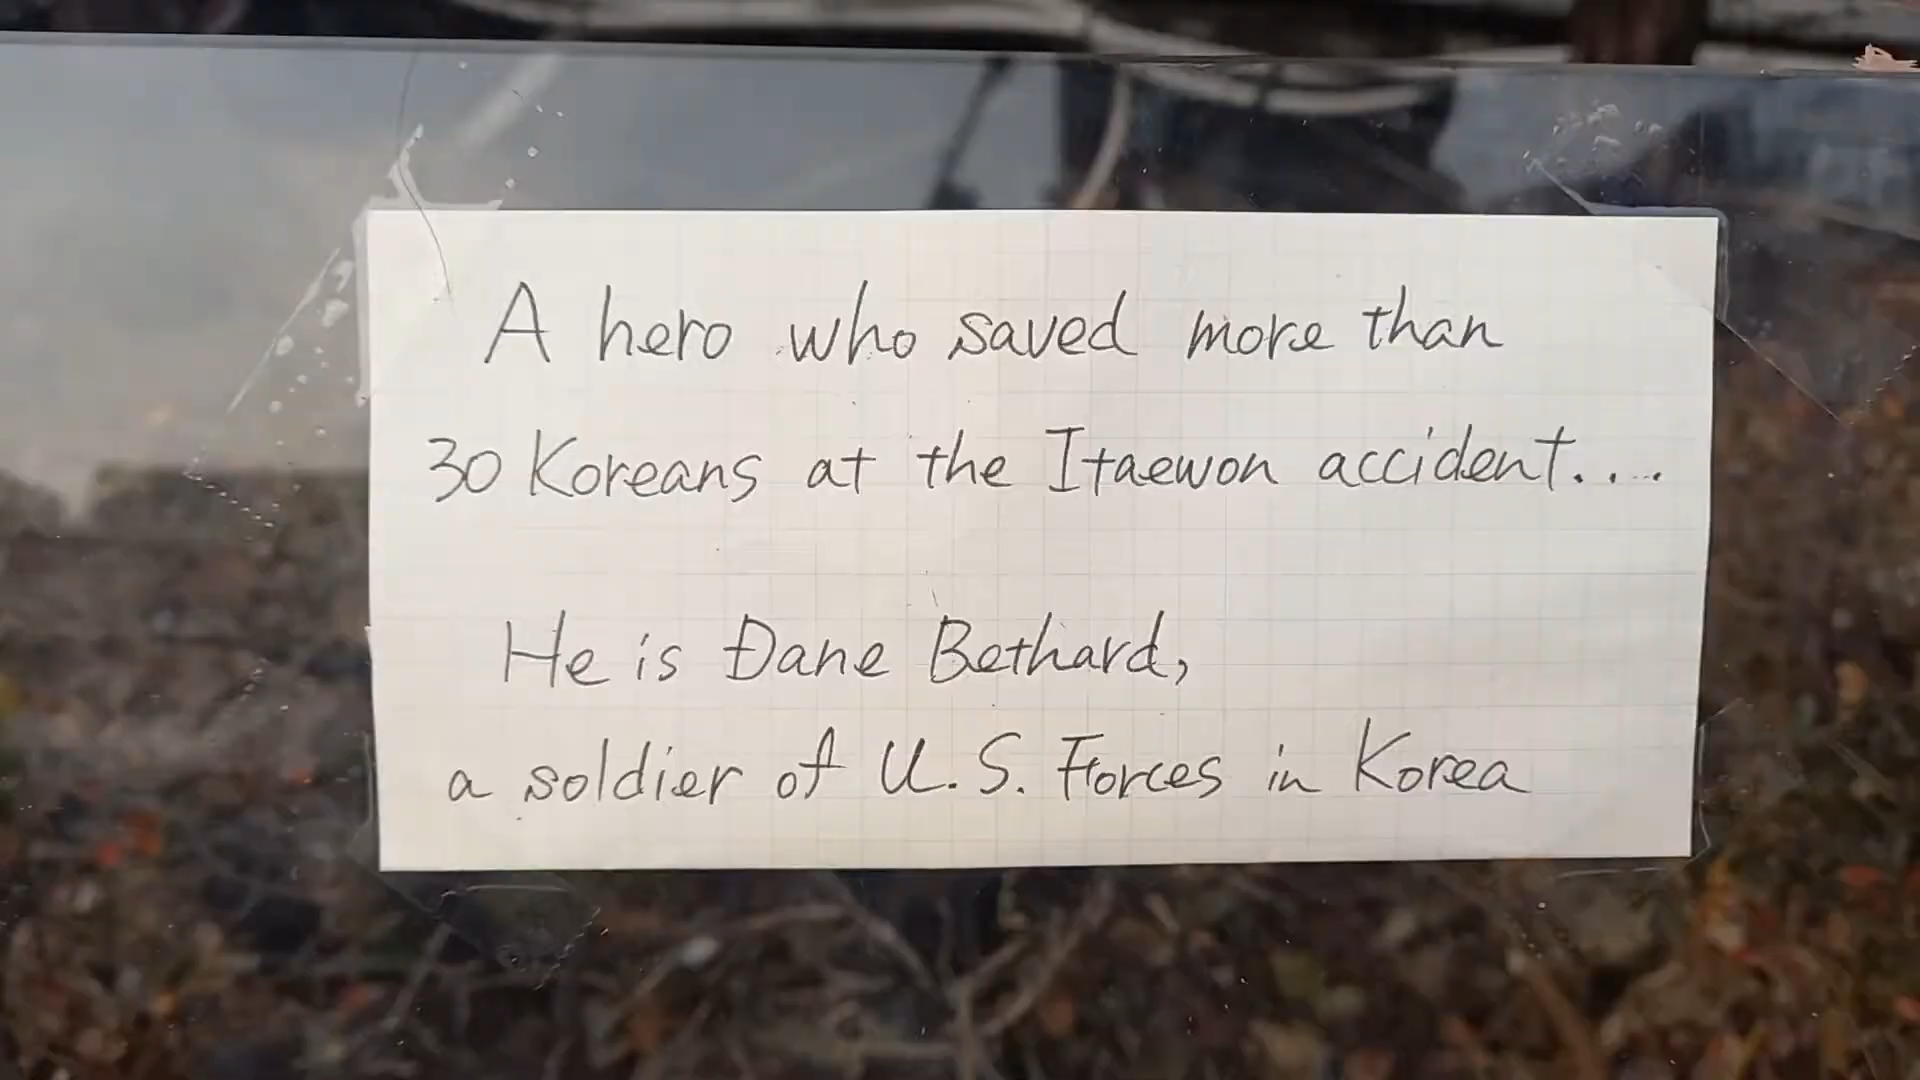 A hero who saved more than
30 Koreans at the Itaewon accident.....
He is Dane Bethard,
a soldier of U.S. Forces in Korea